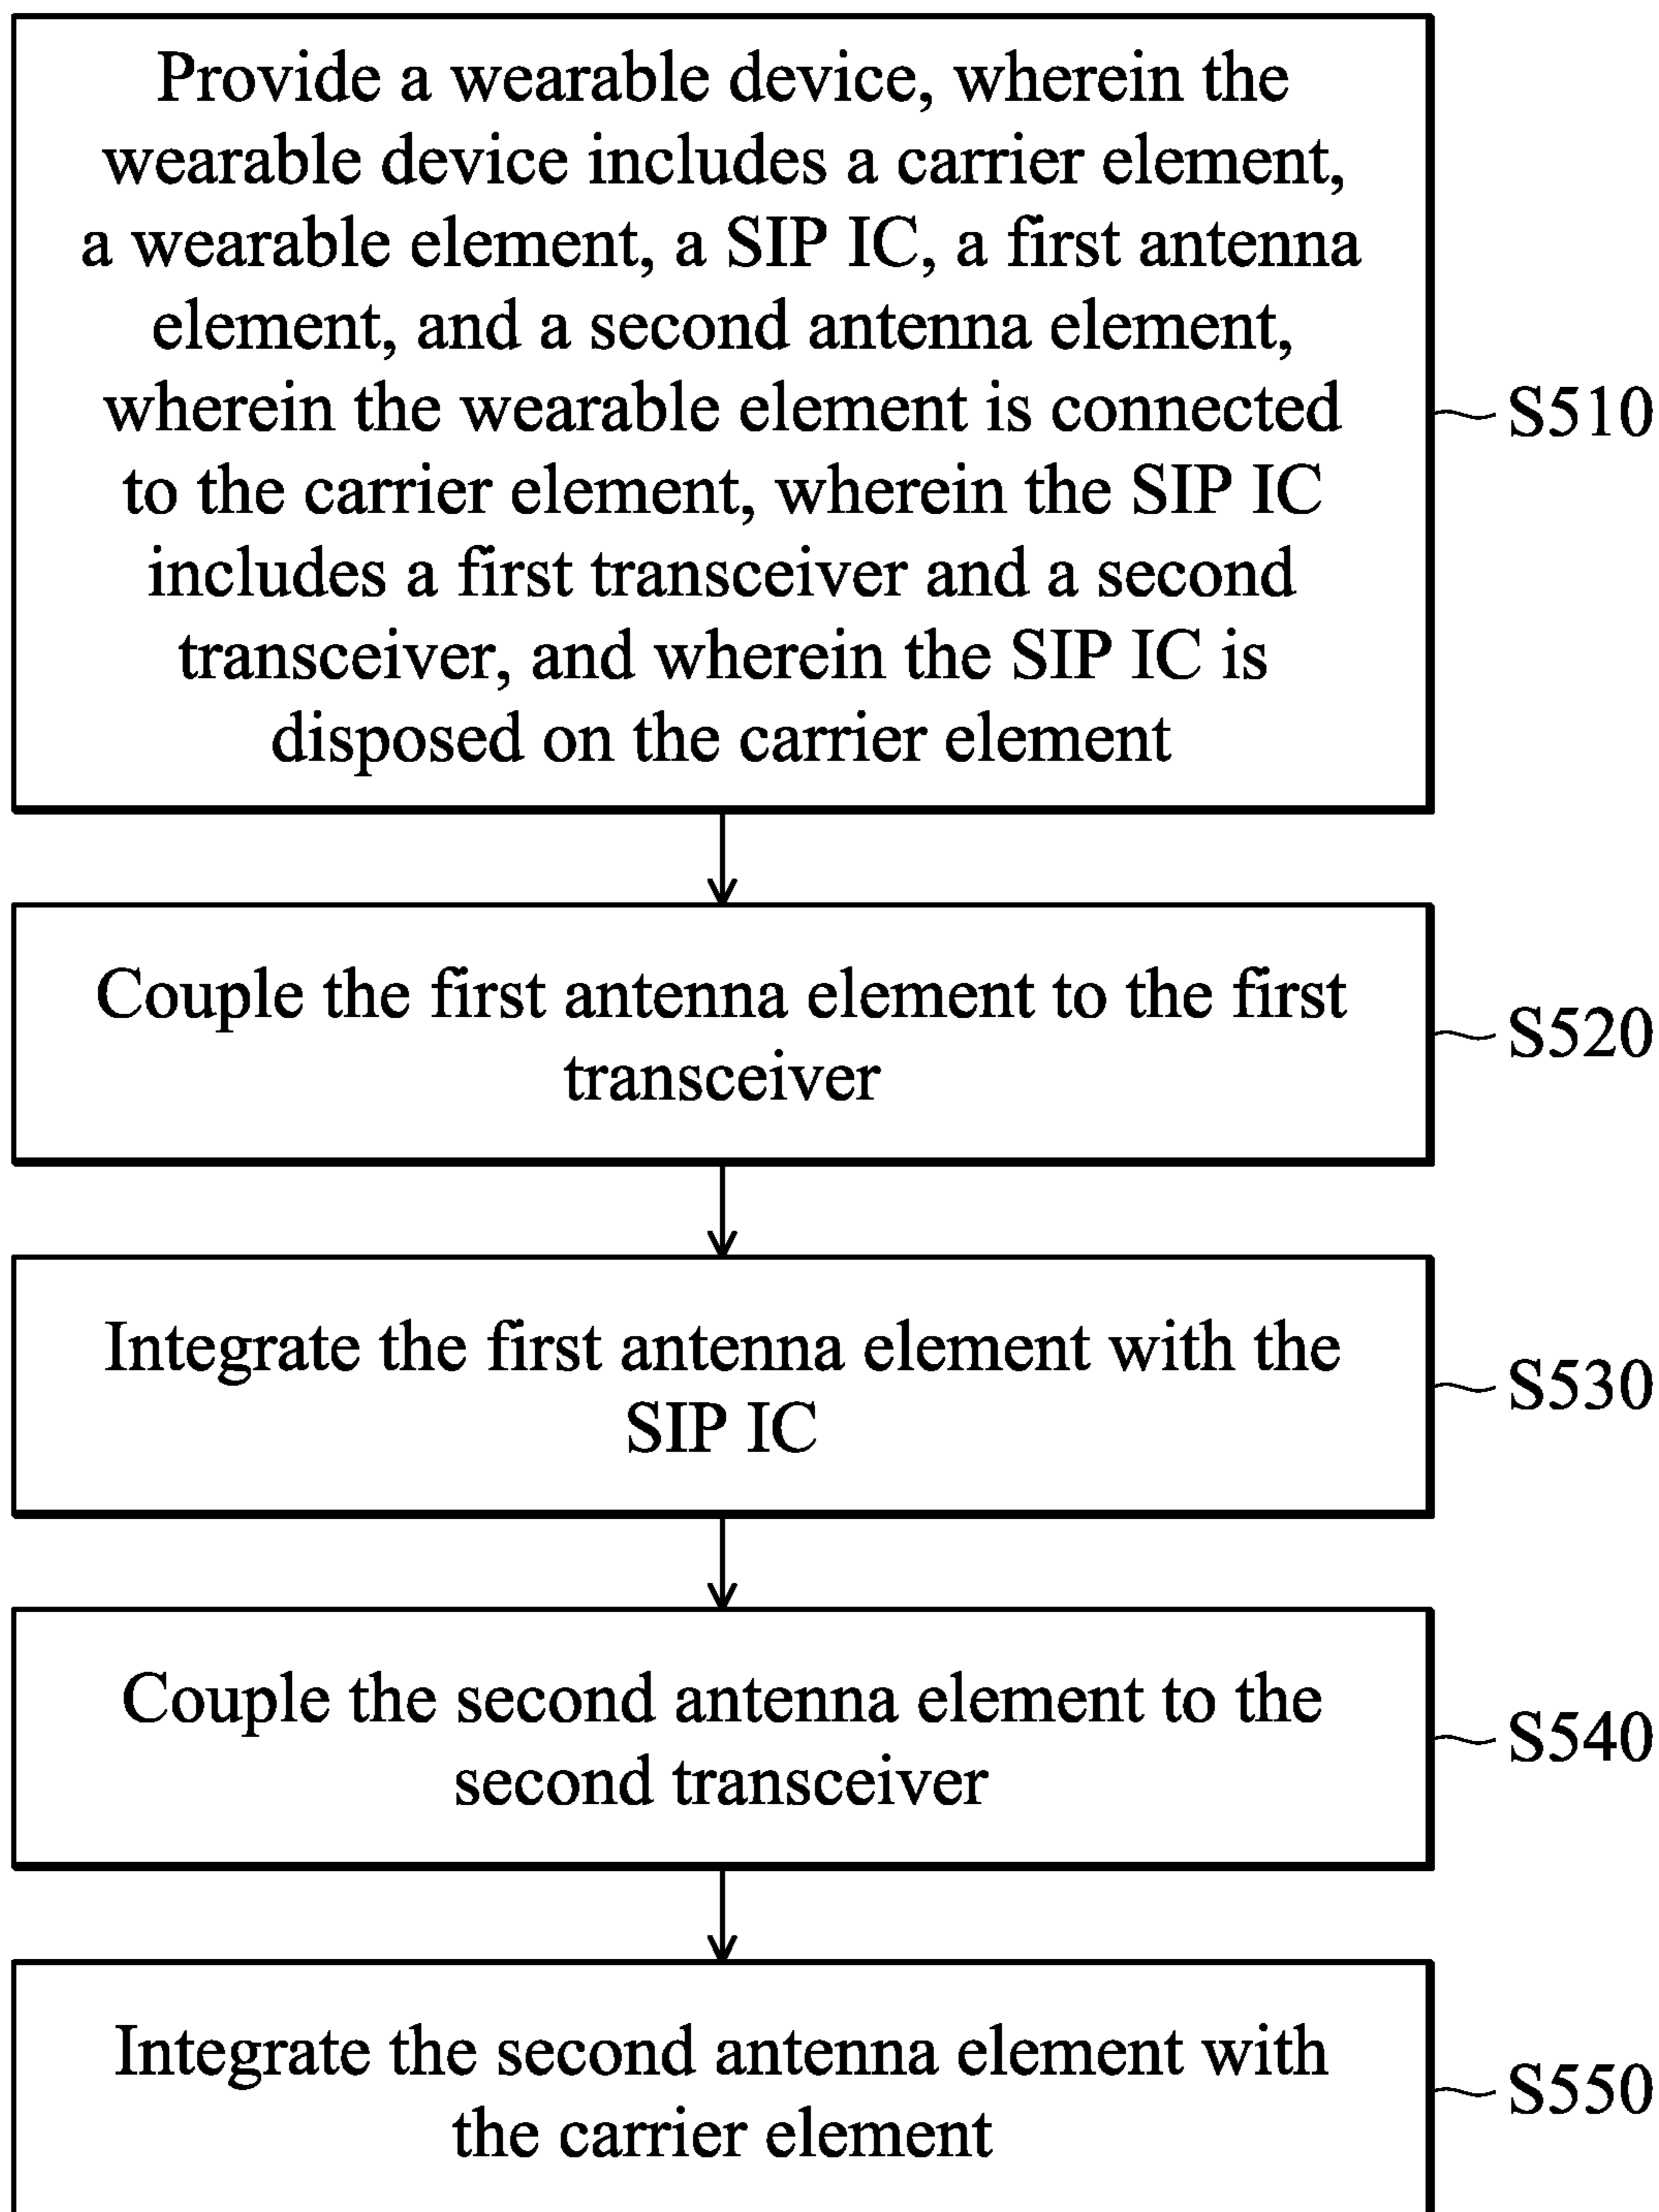 Provide a wearable device, wherein the
wearable device includes a carrier element,
a wearable element, a SIP IC, a first antenna
element, and a second antenna element,
wherein the wearable element is connected
to the carrier element, wherein the SIP IC
includes a first transceiver and a second
transceiver, and wherein the SIP IC is
disposed on the carrier element
S510
Couple the first antenna element to the first
transceiver
S520
Integrate the first antenna element with the
SIP IC
S530
Couple the second antenna element to the
second transceiver
S540
Integrate the second antenna element with
the carrier element
S550